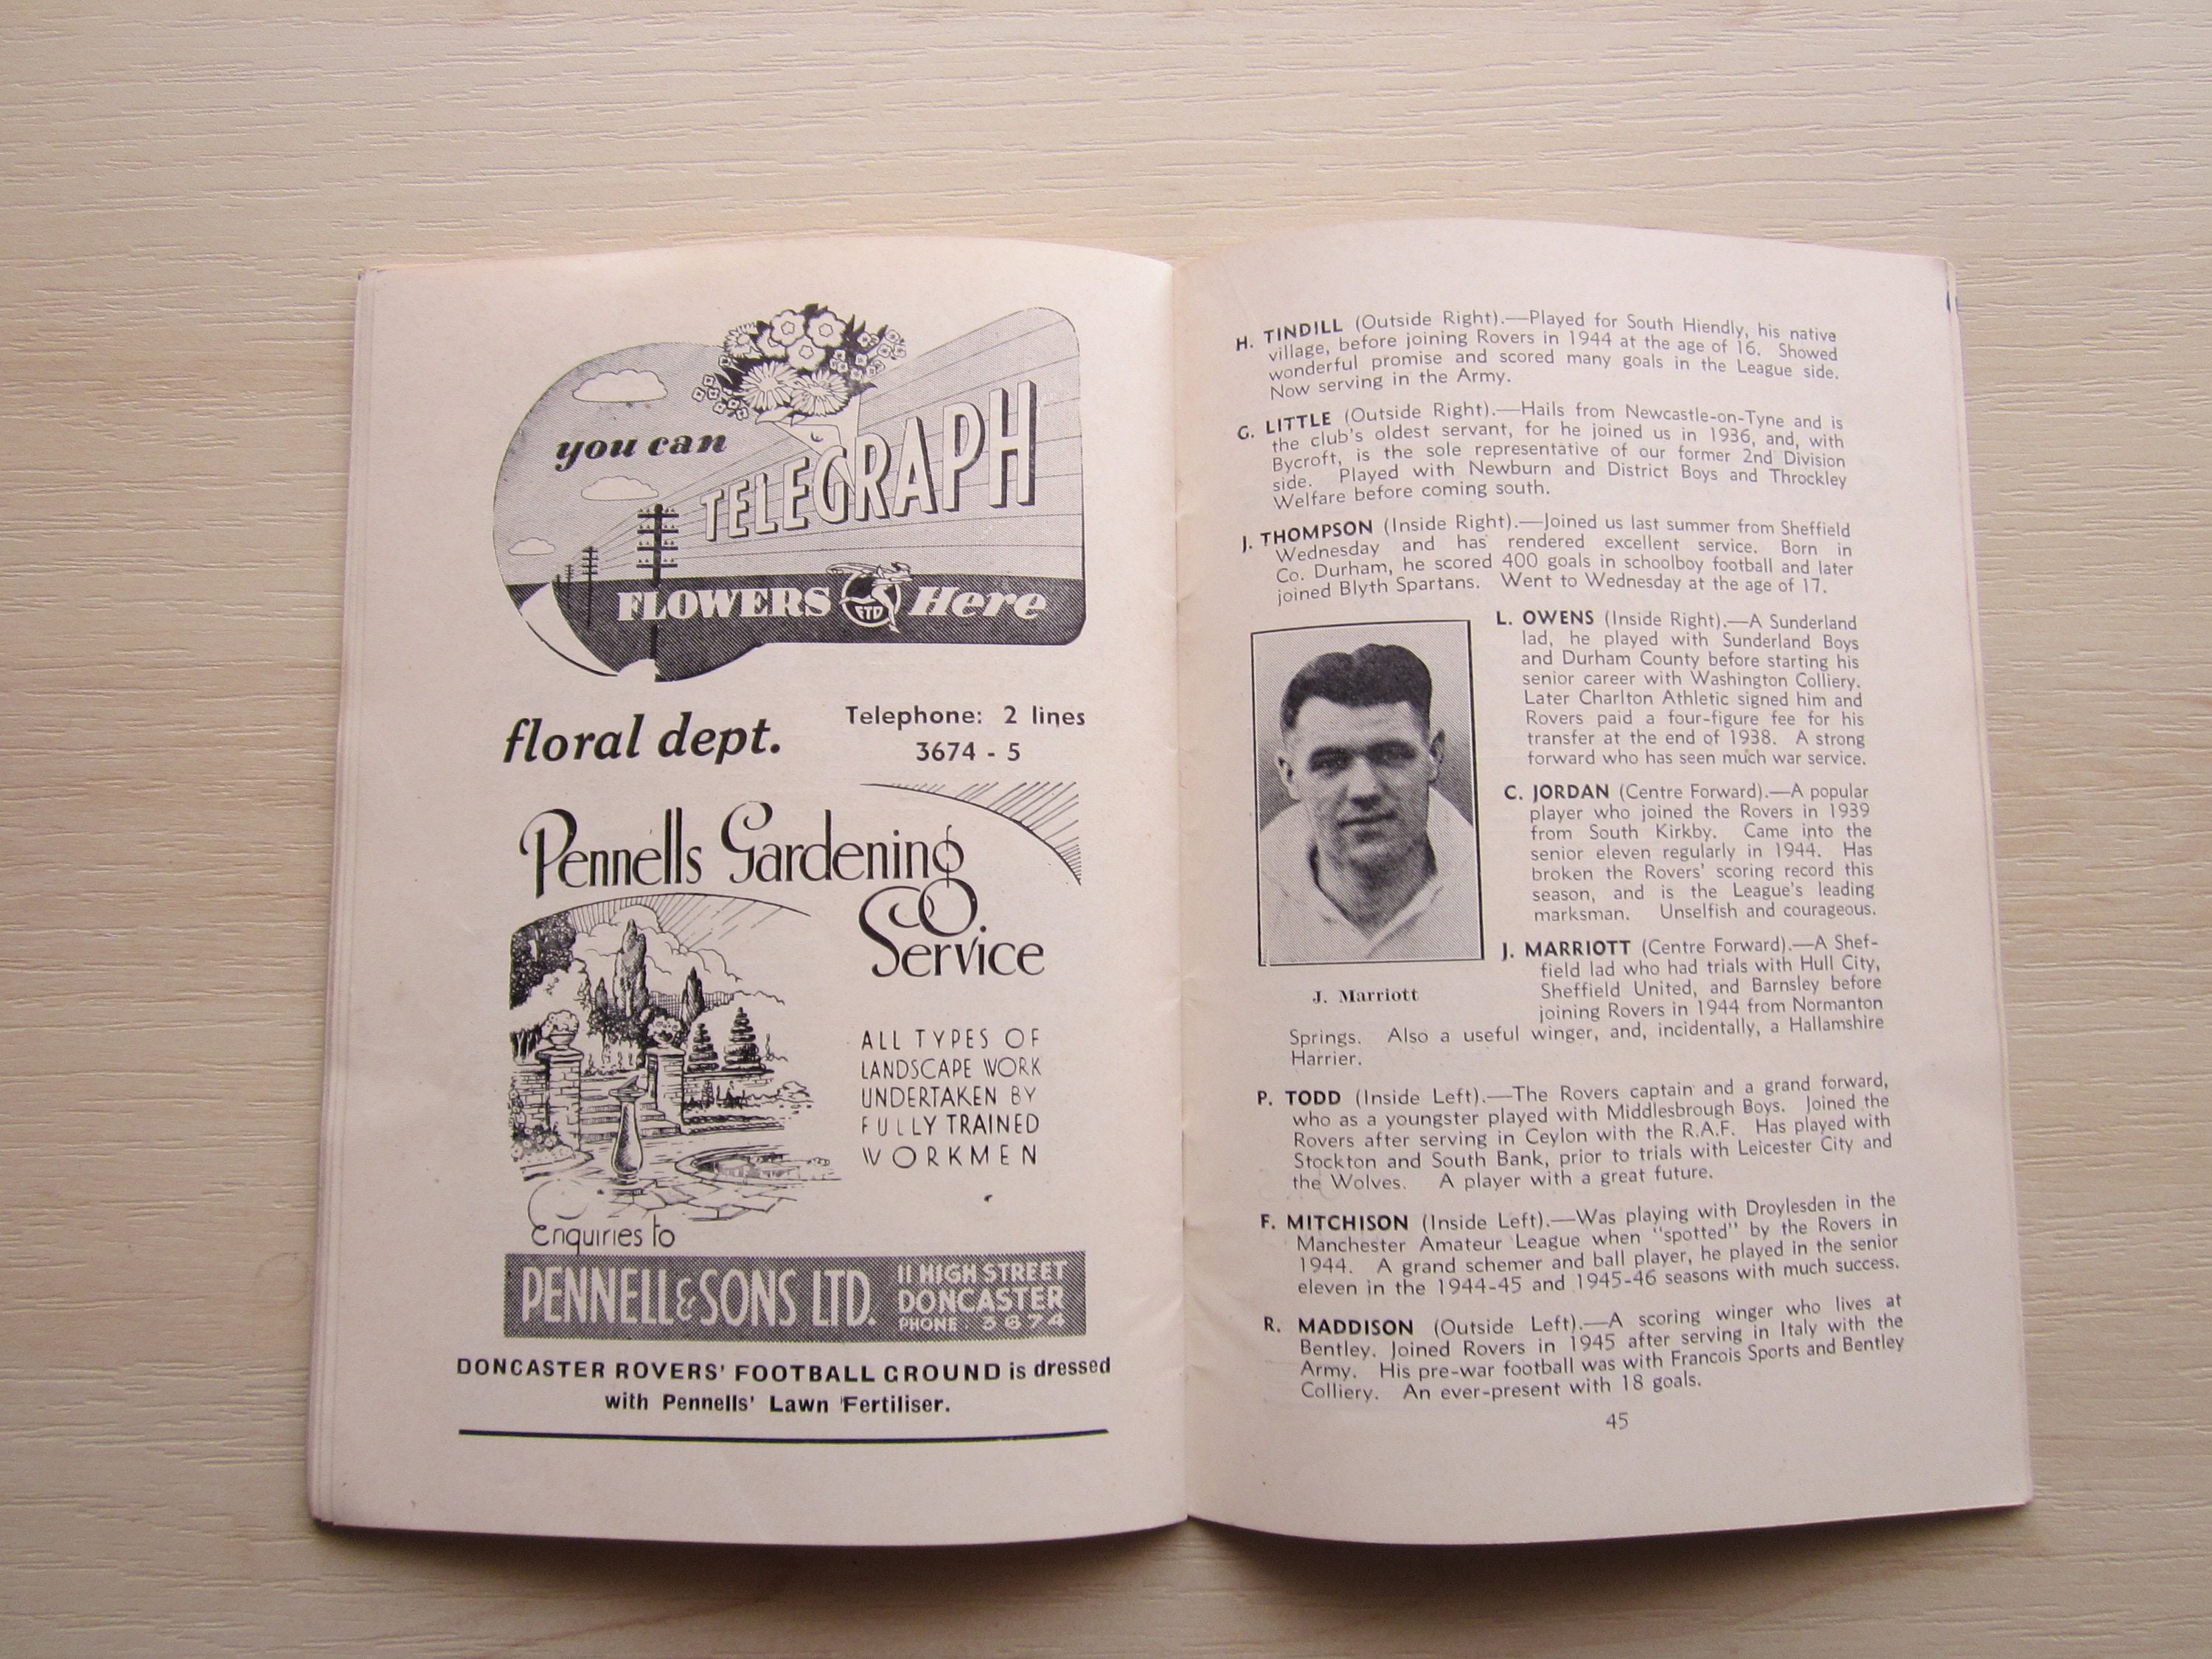 you can
TELEGRAPH
FLOWERS FTD Here
floral dept.
Telephone: 2 lines
3674 - 5
Pennells Gardening
Service
ALL TYPES OF
LANDSCAPE WORK
UNDERTAKEN BY
FULLY TRAINED
WORKMEN
Enquiries to
PENNELL & SONS LTD.
11 HIGH STREET
DONCASTER
PHONE: 3674
DONCASTER ROVERS' FOOTBALL GROUND is dressed
with Pennells' Lawn Fertiliser.
H. TINDILL (Outside Right).—Played for South Hiendly, his native
village, before joining Rovers in 1944 at the age of 16. Showed
wonderful promise and scored many goals in the League side.
Now serving in the Army.
G. LITTLE (Outside Right).—Hails from Newcastle-on-Tyne and is
the club's oldest servant, for he joined us in 1936, and, with
Bycroft, is the sole representative of our former 2nd Division
side. Played with Newburn and District Boys and Throckley
Welfare before coming south.
J. THOMPSON (Inside Right).—Joined us last summer from Sheffield
Wednesday and has rendered excellent service. Born in
Co. Durham, he scored 400 goals in schoolboy football and later
joined Blyth Spartans. Went to Wednesday at the age of 17.
L. OWENS (Inside Right).—A Sunderland
lad, he played with Sunderland Boys
and Durham County before starting his
senior career with Washington Colliery.
Later Charlton Athletic signed him and
Rovers paid a four-figure fee for his
transfer at the end of 1938. A strong
forward who has seen much war service.
C. JORDAN (Centre Forward).—A popular
player who joined the Rovers in 1939
from South Kirkby. Came into the
senior eleven regularly in 1944. Has
broken the Rovers' scoring record this
season, and is the League's leading
marksman. Unselfish and courageous.
J. Marriott
J. MARRIOTT (Centre Forward).—A Shef-
field lad who had trials with Hull City,
Sheffield United, and Barnsley before
joining Rovers in 1944 from Normanton
Springs. Also a useful winger, and, incidentally, a Hallamshire
Harrier.
P. TODD (Inside Left).—The Rovers captain and a grand forward,
who as a youngster played with Middlesbrough Boys. Joined the
Rovers after serving in Ceylon with the R.A.F. Has played with
Stockton and South Bank, prior to trials with Leicester City and
the Wolves. A player with a great future.
F. MITCHISON (Inside Left).—Was playing with Droylesden in the
Manchester Amateur League when "spotted" by the Rovers in
1944. A grand schemer and ball player, he played in the senior
eleven in the 1944-45 and 1945-46 seasons with much success.
R. MADDISON (Outside Left).—A scoring winger who lives at
Bentley. Joined Rovers in 1945 after serving in Italy with the
Army. His pre-war football was with Francois Sports and Bentley
Colliery. An ever-present with 18 goals.
45